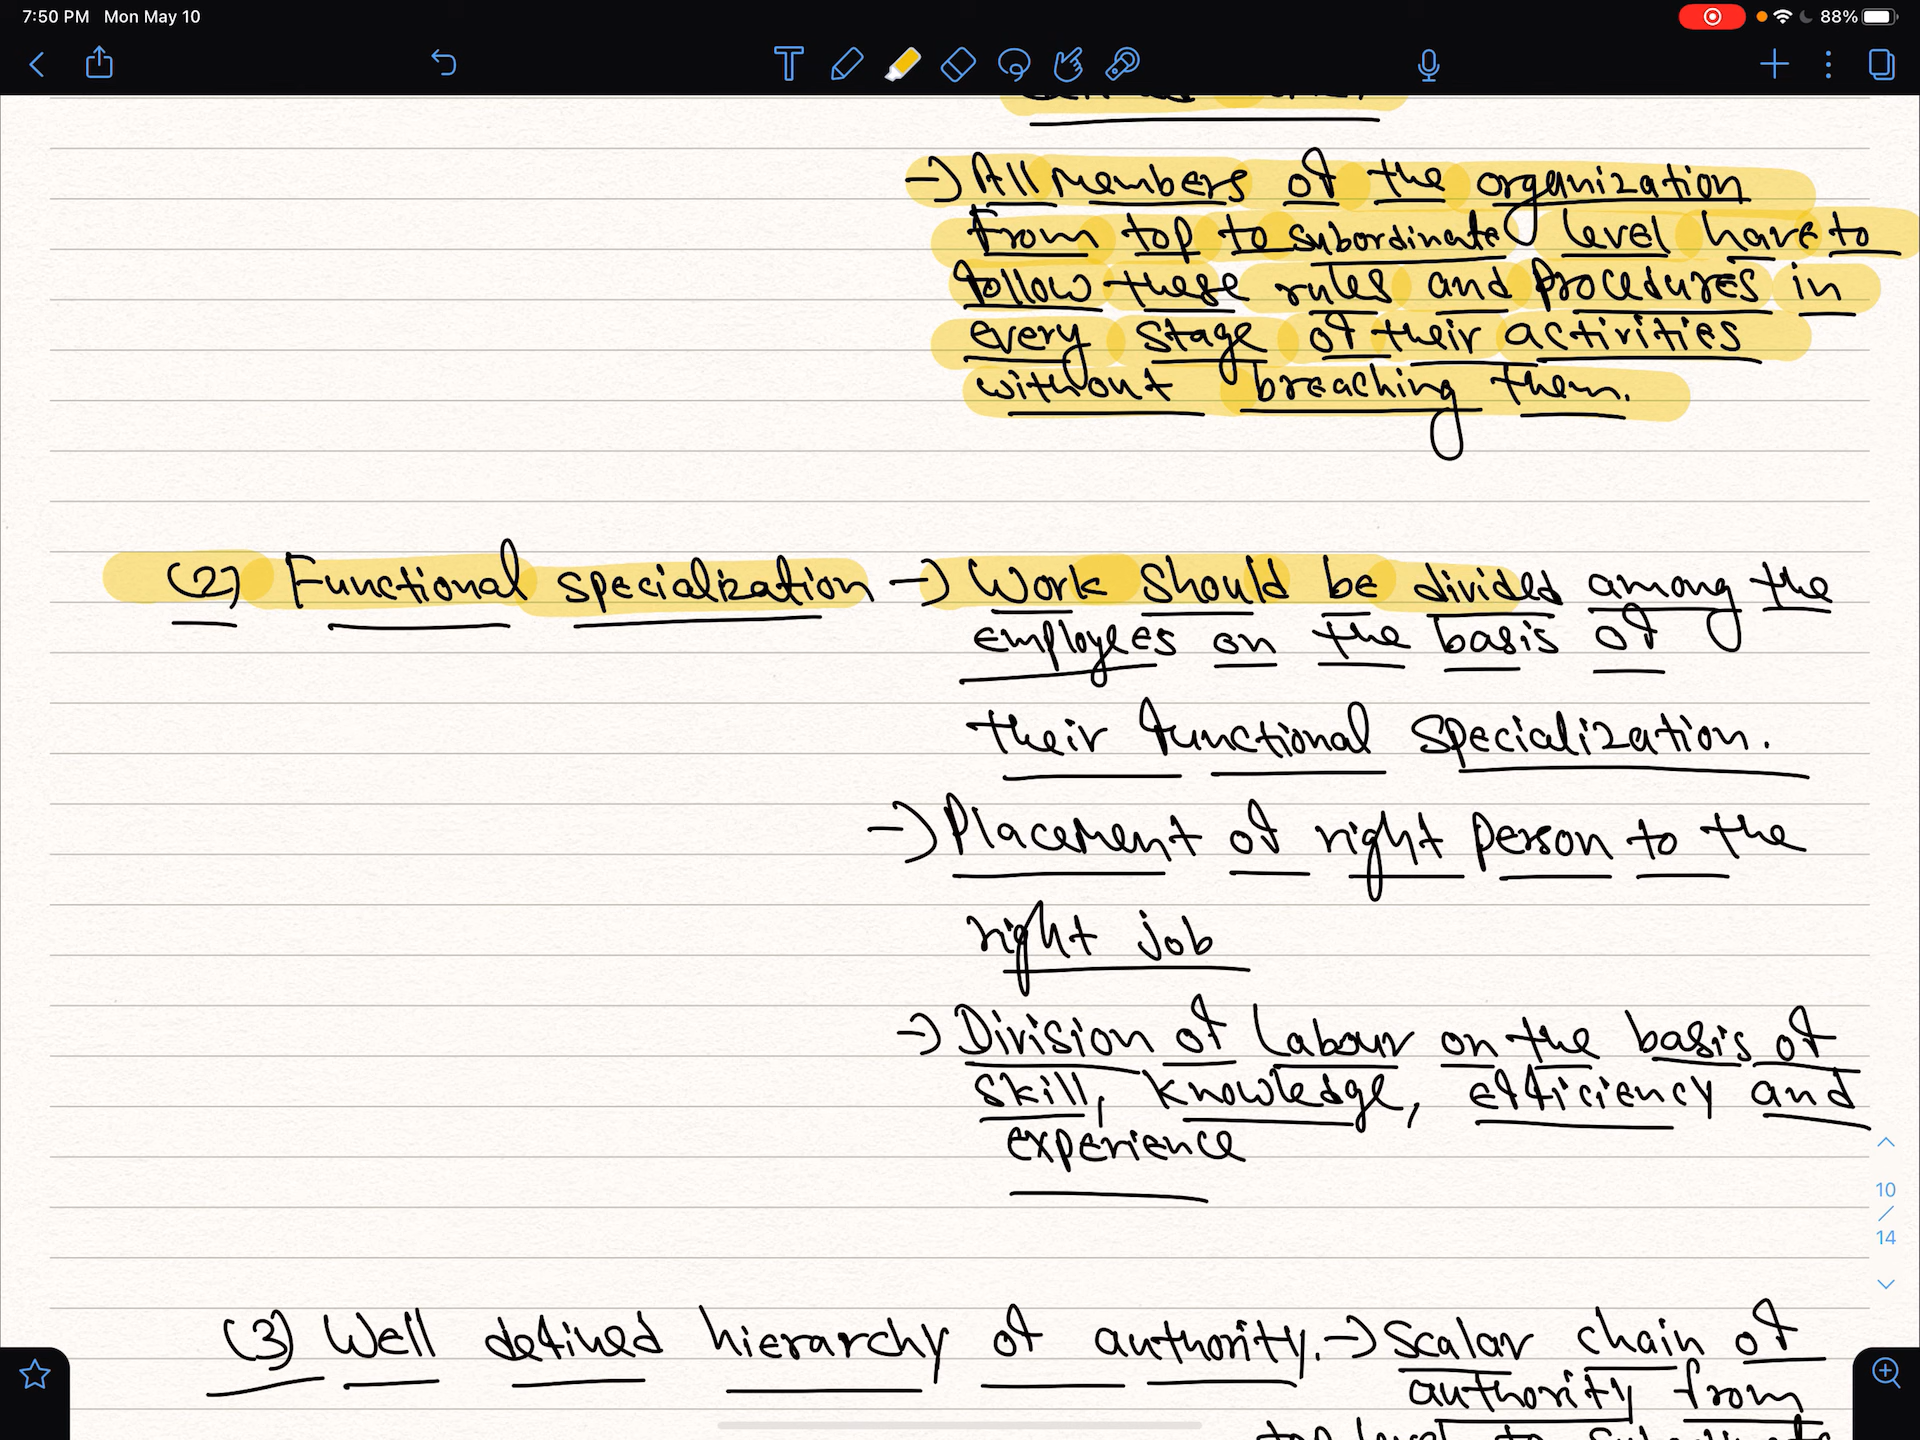 7:50 PM Mon May 10
88%
→ All members of the organization
from top to subordinate level have to
follow these rules and procedures in
every stage of their activities
without breaching them.
(2) Functional specialization → Work should be divided among the
employees on the basis of
their functional specialization.
→ Placement of right person to the
right job
→ Division of labour on the basis of
skill, knowledge, efficiency and
experience
10
/
14
(3) Well defined hierarchy of authority. → Scalar chain of
authority from
top level to subordinate